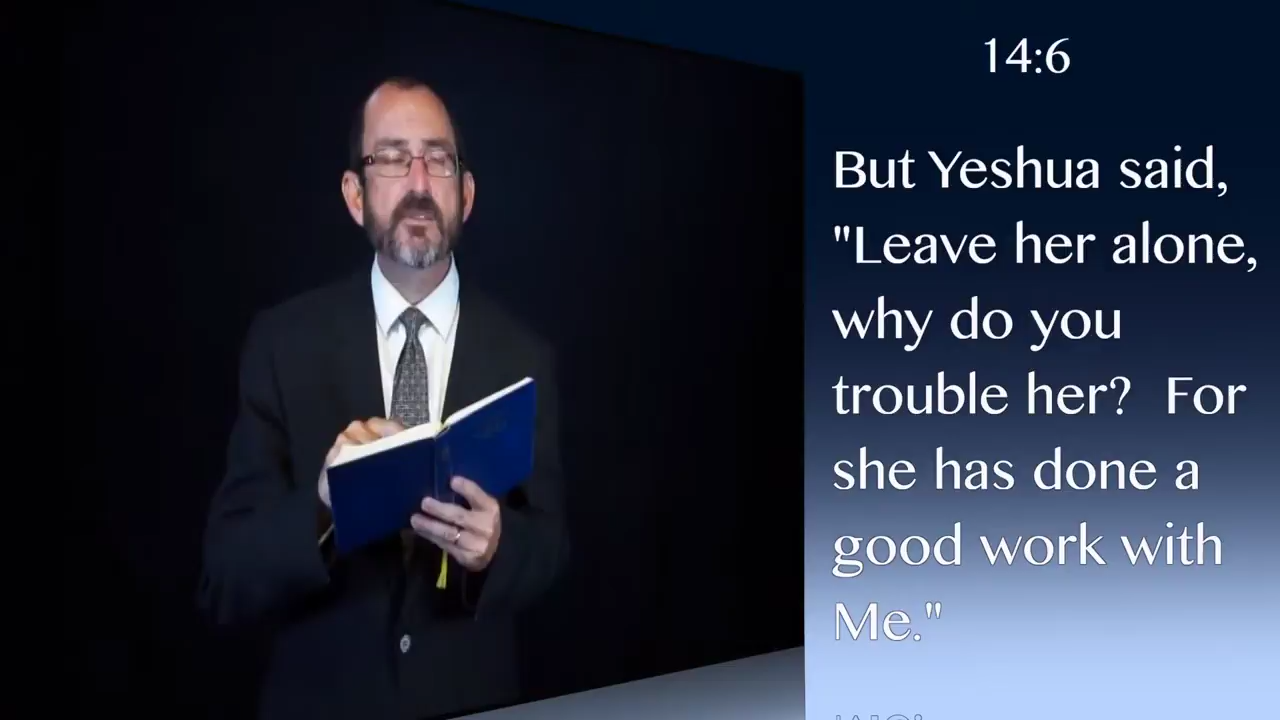 14:6
But Yeshua said,
"Leave her alone,
why do you
trouble her?  For
she has done a
good work with
Me."